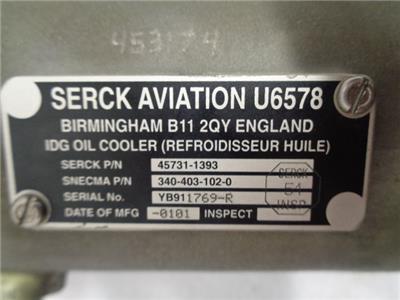 453174
SERCK AVIATION U6578
BIRMINGHAM B11 2QY ENGLAND
IDG OIL COOLER (REFROIDISSEUR HUILE)
SERCK P/N 45731-1393
SNECMA P/N 340-403-102-0
SERIAL No. YB911769-R
DATE OF MFG -0101 INSPECT
SERCK
54
INSP